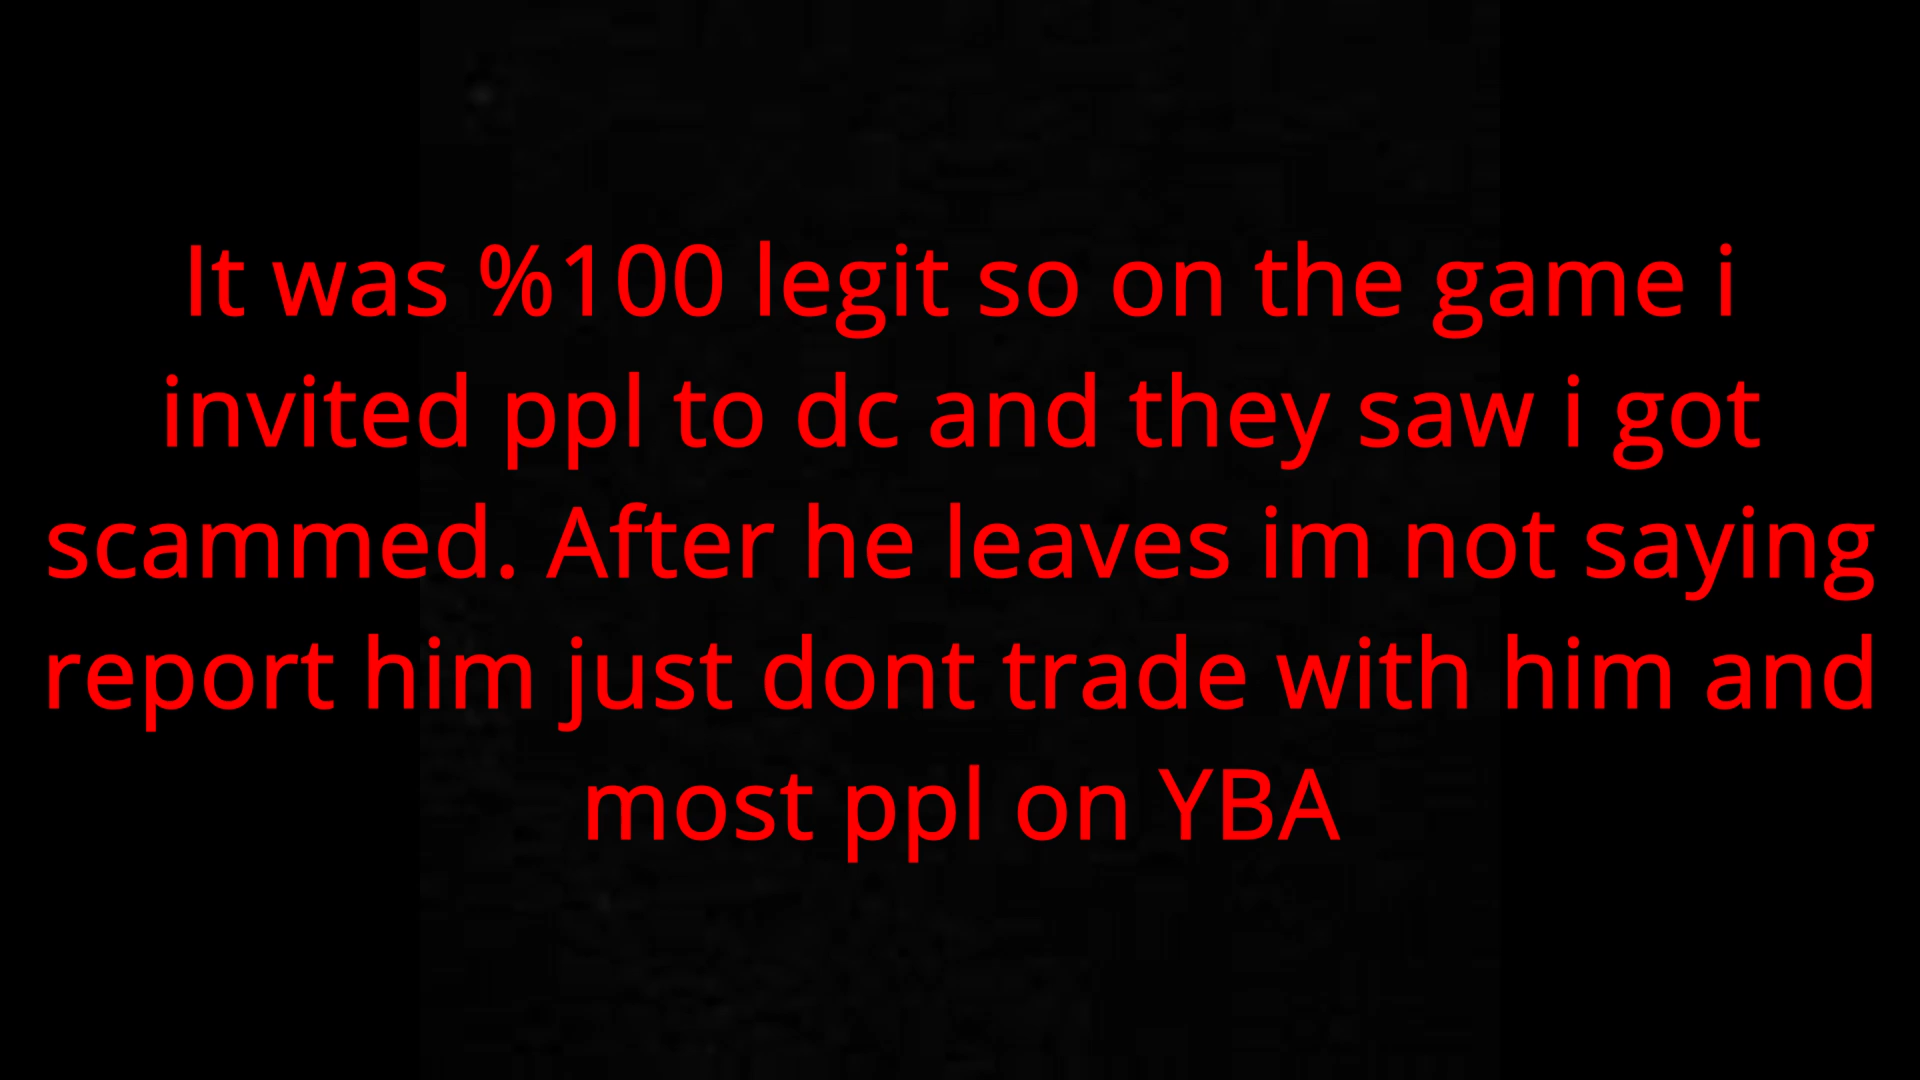 It was %100 legit so on the game i
invited ppl to dc and they saw i got
scammed. After he leaves im not saying
report him just dont trade with him and
most ppl on YBA